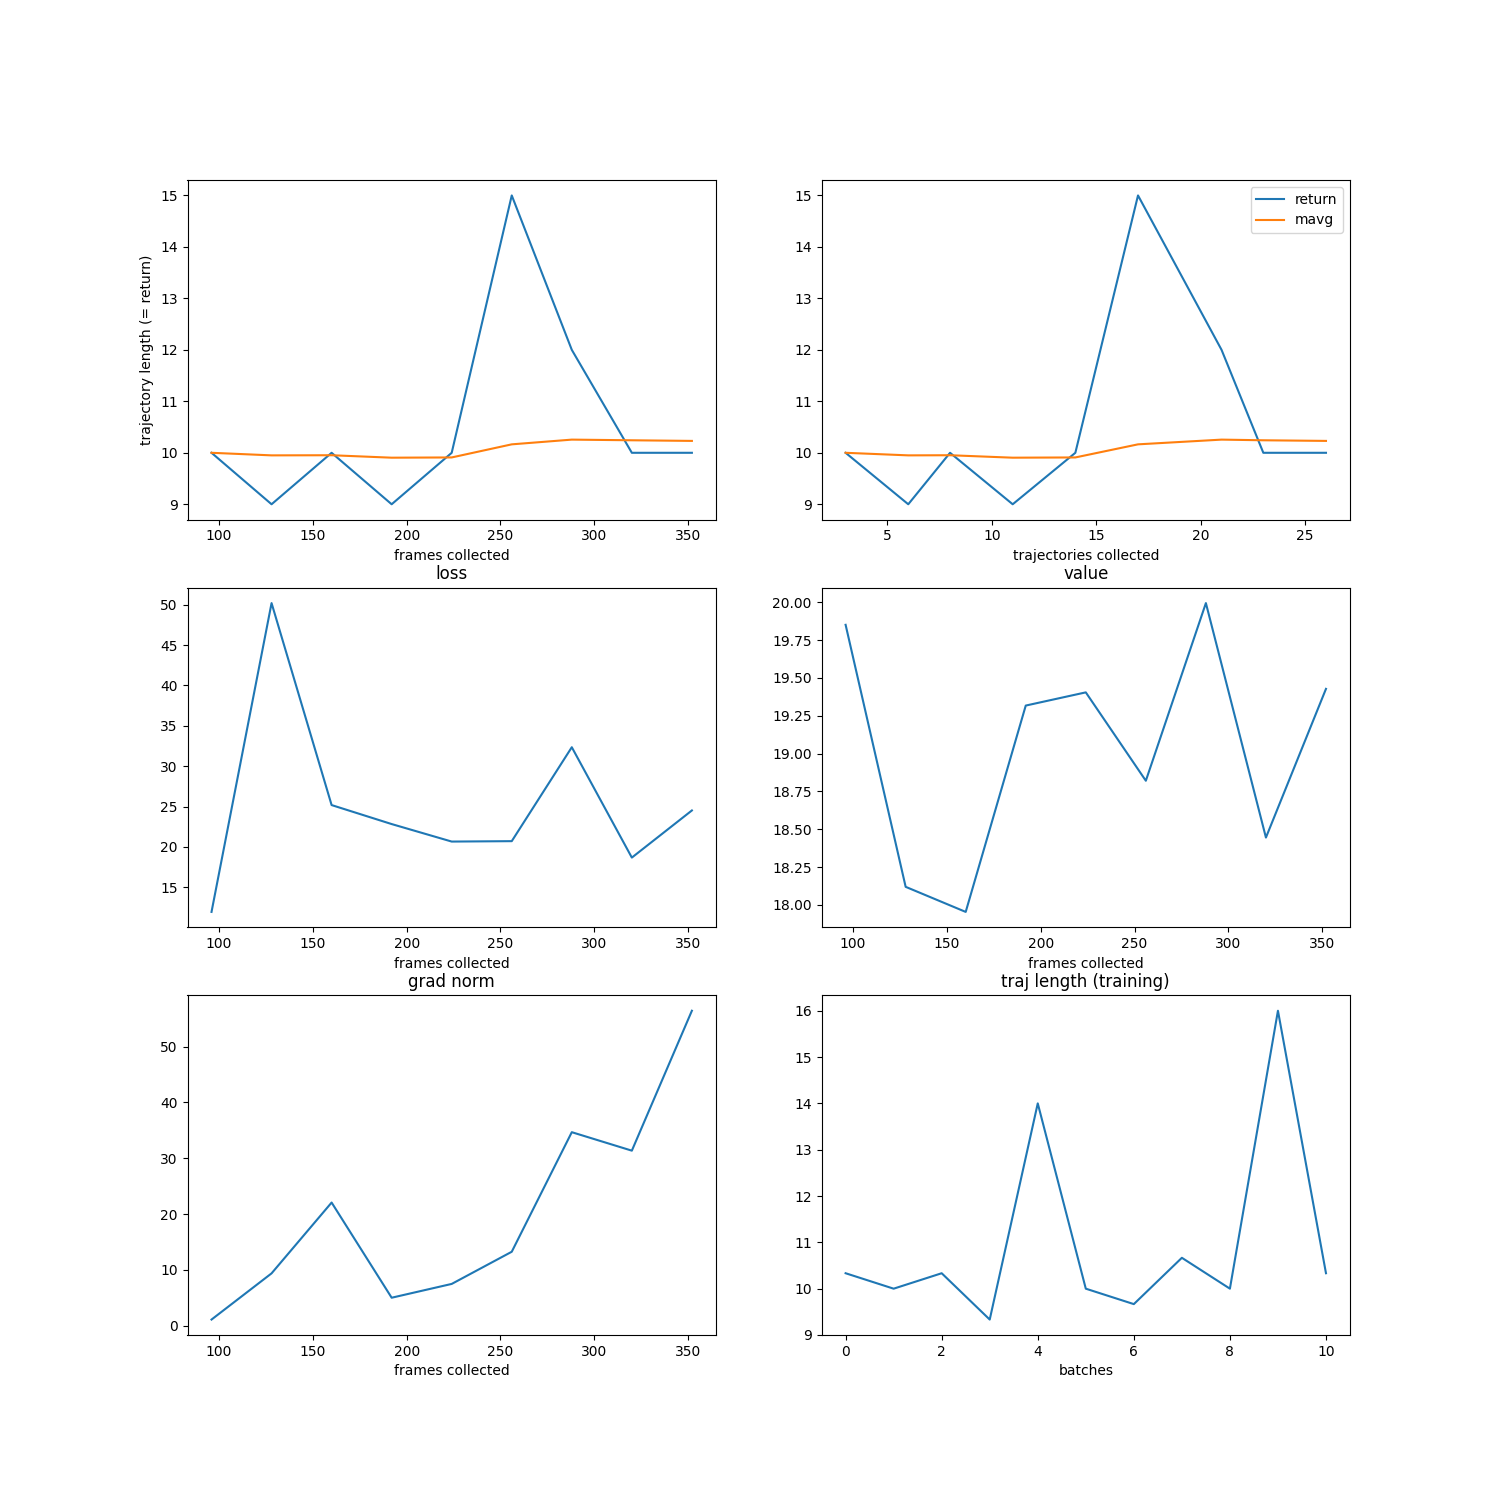 15
14
13
12
11
10
9
trajectory length (= return)
100 150 200 250 300 350
frames collected
15
14
13
12
11
10
9
return
mavg
5 10 15 20 25
trajectories collected
loss
50
45
40
35
30
25
20
15
100 150 200 250 300 350
frames collected
value
20.00
19.75
19.50
19.25
19.00
18.75
18.50
18.25
18.00
100 150 200 250 300 350
frames collected
grad norm
50
40
30
20
10
0
100 150 200 250 300 350
frames collected
traj length (training)
16
15
14
13
12
11
10
9
0 2 4 6 8 10
batches